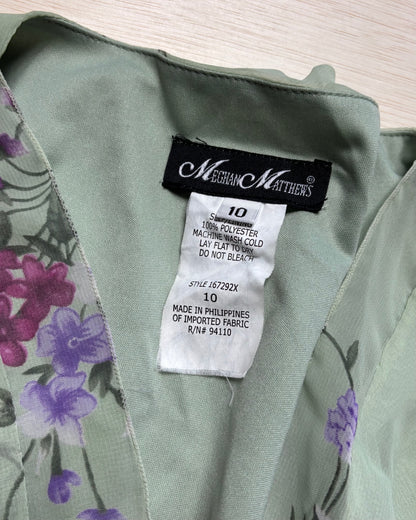 MEGHAN MATTHEWS ®
10
100% POLYESTER
MACHINE WASH COLD
LAY FLAT TO DRY
DO NOT BLEACH
STYLE 167292X
10
MADE IN PHILIPPINES
OF IMPORTED FABRIC
R/N# 94110